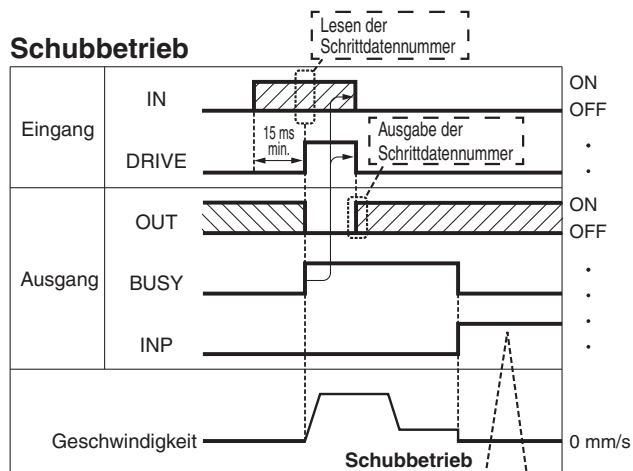 Schubbetrieb
Lesen der
Schrittdatennummer
Eingang
IN
ON
OFF
15 ms
min.
Ausgabe der
Schrittdatennummer
DRIVE
Ausgang
OUT
ON
OFF
BUSY
INP
Geschwindigkeit
0 mm/s
Schubbetrieb